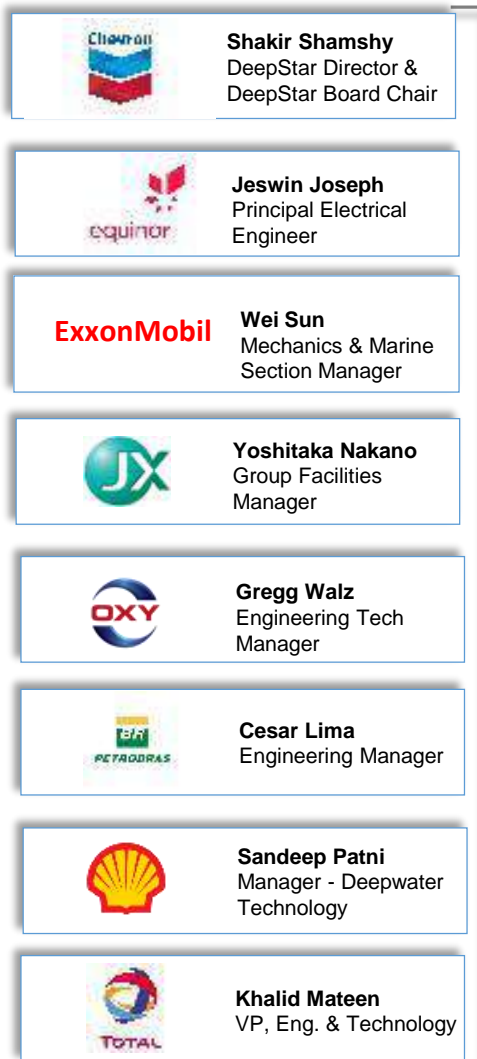 Chevron
Shakir Shamshy
DeepStar Director &
DeepStar Board Chair
equinor
Jeswin Joseph
Principal Electrical
Engineer
ExxonMobil
Wei Sun
Mechanics & Marine
Section Manager
JX
Yoshitaka Nakano
Group Facilities
Manager
OXY
Gregg Walz
Engineering Tech
Manager
BR
PETROBRAS
Cesar Lima
Engineering Manager
Sandeep Patni
Manager - Deepwater
Technology
TOTAL
Khalid Mateen
VP, Eng. & Technology